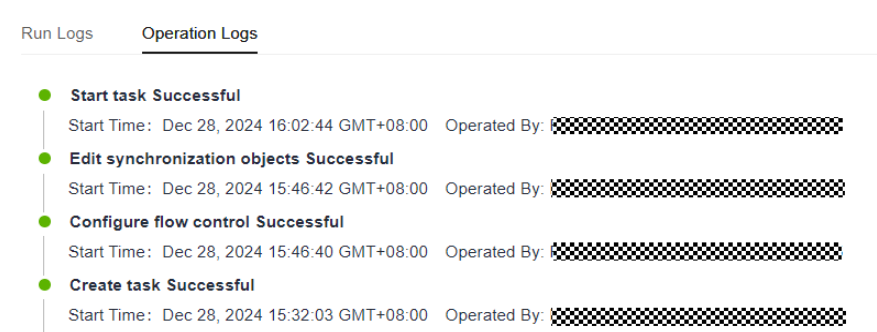 Run Logs Operation Logs
Start task Successful
Start Time: Dec 28, 2024 16:02:44 GMT+08:00 Operated By:
Edit synchronization objects Successful
Start Time: Dec 28, 2024 15:46:42 GMT+08:00 Operated By:
Configure flow control Successful
Start Time: Dec 28, 2024 15:46:40 GMT+08:00 Operated By:
Create task Successful
Start Time: Dec 28, 2024 15:32:03 GMT+08:00 Operated By: